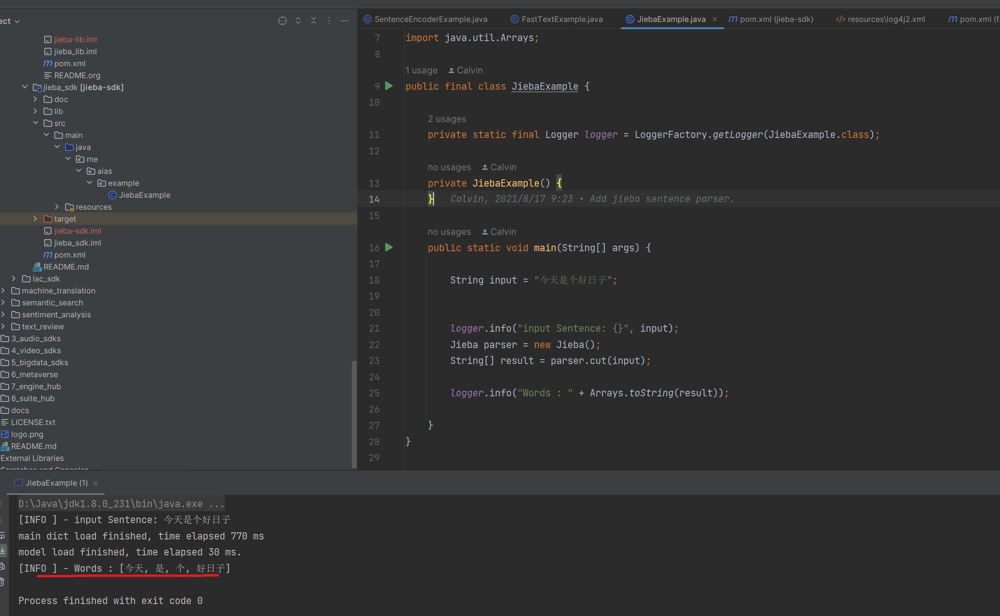 ect
jieba-lib.iml
jieba_lib.iml
m pom.xml
README.org
jieba_sdk [jieba-sdk]
doc
lib
src
main
java
me
aias
example
JiebaExample
resources
target
jieba-sdk.iml
jieba_sdk.iml
m pom.xml
README.md
lac_sdk
machine_translation
semantic_search
sentiment_analysis
text_review
3_audio_sdks
4_video_sdks
5_bigdata_sdks
6_metaverse
7_engine_hub
8_suite_hub
docs
LICENSE.txt
logo.png
README.md
External Libraries
Scratches and Consoles
SentenceEncoderExample.java FastTextExample.java JiebaExample.java × m pom.xml (jieba-sdk) </> resources\log4j2.xml m pom.xml (fa
7 import java.util.Arrays;
8
1 usage Calvin
9 public final class JiebaExample {
10
2 usages
11 private static final Logger logger = LoggerFactory.getLogger(JiebaExample.class);
12
no usages Calvin
13 private JiebaExample() {
14 } Calvin, 2021/8/17 9:23 • Add jieba sentence parser.
15
no usages Calvin
16 public static void main(String[] args) {
17
18 String input = "今天是个好日子";
19
20
21 logger.info("input Sentence: {}", input);
22 Jieba parser = new Jieba();
23 String[] result = parser.cut(input);
24
25 logger.info("Words : " + Arrays.toString(result));
26
27 }
28 }
29
JiebaExample (1) ×
D:\Java\jdk1.8.0_231\bin\java.exe ...
[INFO ] - input Sentence: 今天是个好日子
main dict load finished, time elapsed 770 ms
model load finished, time elapsed 30 ms.
[INFO ] - Words : [今天, 是, 个, 好日子]
Process finished with exit code 0